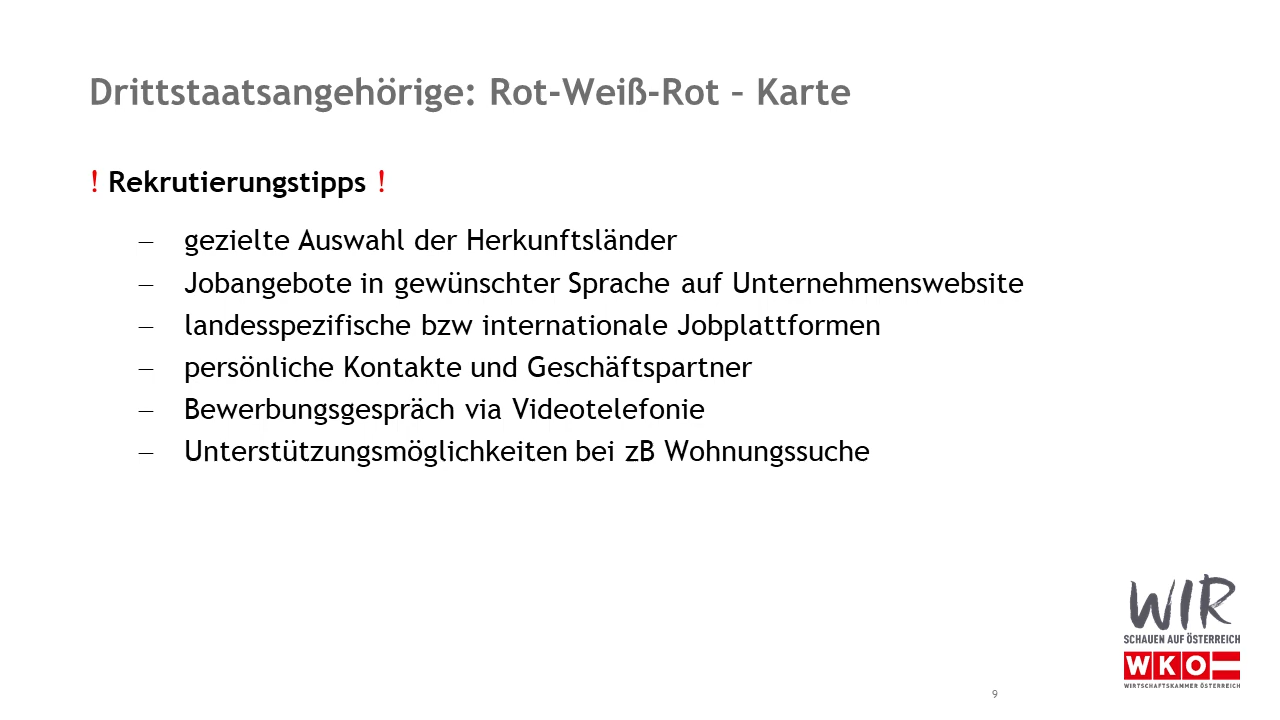 Drittstaatsangehörige: Rot-Weiß-Rot – Karte
! Rekrutierungstipps !
– gezielte Auswahl der Herkunftsländer
– Jobangebote in gewünschter Sprache auf Unternehmenswebsite
– landesspezifische bzw internationale Jobplattformen
– persönliche Kontakte und Geschäftspartner
– Bewerbungsgespräch via Videotelefonie
– Unterstützungsmöglichkeiten bei zB Wohnungssuche
WIR
SCHAUEN AUF ÖSTERREICH
WKO
WIRTSCHAFTSKAMMER ÖSTERREICH
9